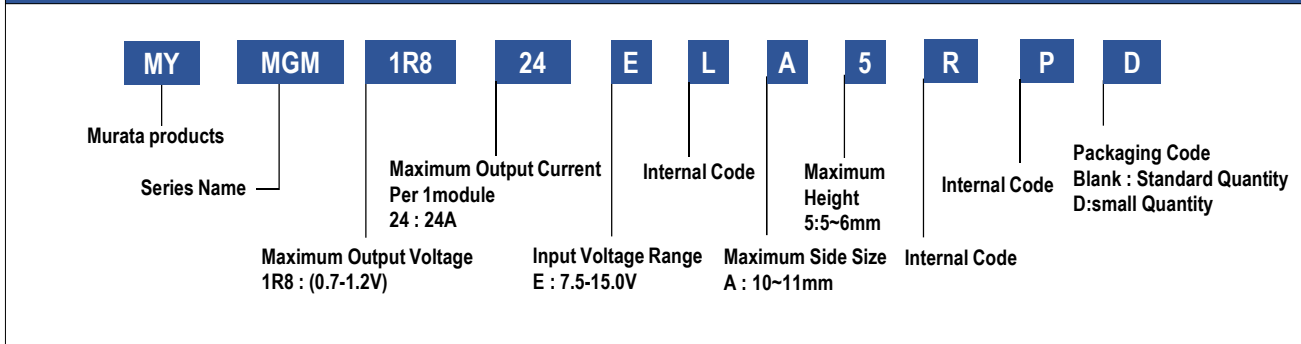 MY MGM 1R8 24 E L A 5 R P D
Murata products
Series Name
Maximum Output Voltage
1R8 : (0.7-1.2V)
Maximum Output Current
Per 1module
24 : 24A
Input Voltage Range
E : 7.5-15.0V
Internal Code
Maximum Side Size
A : 10~11mm
Maximum
Height
5:5~6mm
Internal Code
Internal Code
Packaging Code
Blank : Standard Quantity
D:small Quantity